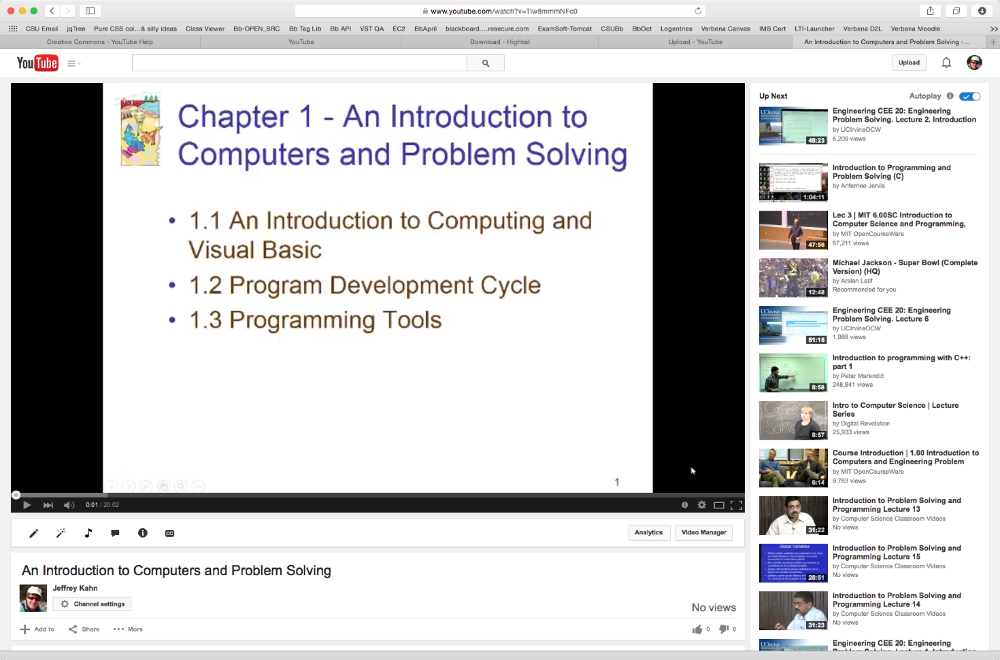 www.youtube.com/watch?v=Tiw8mmmNFc0
CSU Email jqTree Pure CSS col...& silly ideas Class Viewer Bb-OPEN_SRC Bb Tag Lib Bb API VST QA EC2 BbApril blackboard....resecure.com ExamSoft-Tomcat CSUBb BbOct Logentries Verbena Canvas IMS Cert LTI-Launcher Verbena D2L Verbena Moodle >>
Creative Commons - YouTube Help YouTube Download - Hightail Upload - YouTube An Introduction to Computers and Problem Solving -...
YouTube
Upload
Chapter 1 - An Introduction to
Computers and Problem Solving
• 1.1 An Introduction to Computing and
Visual Basic
• 1.2 Program Development Cycle
• 1.3 Programming Tools
1
0:01 / 20:02
CC
Analytics Video Manager
An Introduction to Computers and Problem Solving
Jeffrey Kahn
Channel settings
No views
Add to Share More
0 0
Up Next Autoplay
UCIRVINE
48:23
Engineering CEE 20: Engineering
Problem Solving. Lecture 2. Introduction
by UCIrvineOCW
6,209 views
1:04:11
Introduction to Programming and
Problem Solving (C)
by Anfernee Jervis
47:56
Lec 3 | MIT 6.00SC Introduction to
Computer Science and Programming,
by MIT OpenCourseWare
67,211 views
12:48
Michael Jackson - Super Bowl (Complete
Version) (HQ)
by Arslan Latif
Recommended for you
UCIRVINE
51:15
Engineering CEE 20: Engineering
Problem Solving. Lecture 6
by UCIrvineOCW
1,988 views
8:58
Introduction to programming with C++:
part 1
by Petar Marendić
248,841 views
Computer
Science
8:57
Intro to Computer Science | Lecture
Series
by Digital Revolution
25,933 views
6:14
Course Introduction | 1.00 Introduction to
Computers and Engineering Problem
by MIT OpenCourseWare
9,763 views
31:22
Introduction to Problem Solving and
Programming Lecture 13
by Computer Science Classroom Videos
No views
Global Variables
28:51
Introduction to Problem Solving and
Programming Lecture 15
by Computer Science Classroom Videos
No views
31:23
Introduction to Problem Solving and
Programming Lecture 14
by Computer Science Classroom Videos
No views
UCIRVINE
Engineering CEE 20: Engineering
Problem Solving. Lecture 1. Introduction